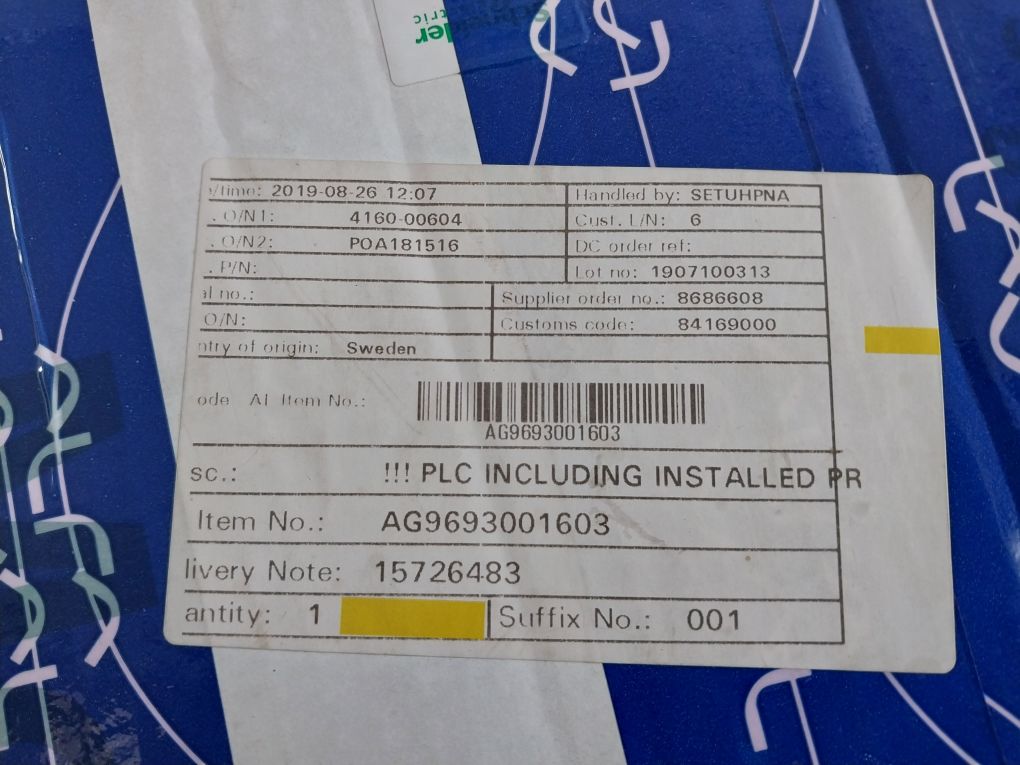 Schneider
Electric
/time: 2019-08-26 12:07 Handled by: SETUHPNA
. O/N1: 4160-00604 Cust. L/N: 6
. O/N2: POA181516 DC order ref:
. P/N: Lot no: 1907100313
al no.: Supplier order no.: 8686608
O/N: Customs code: 84169000
ntry of origin: Sweden
ode AI Item No.:
AG9693001603
sc.: !!! PLC INCLUDING INSTALLED PR
Item No.: AG9693001603
livery Note: 15726483
antity: 1 Suffix No.: 001